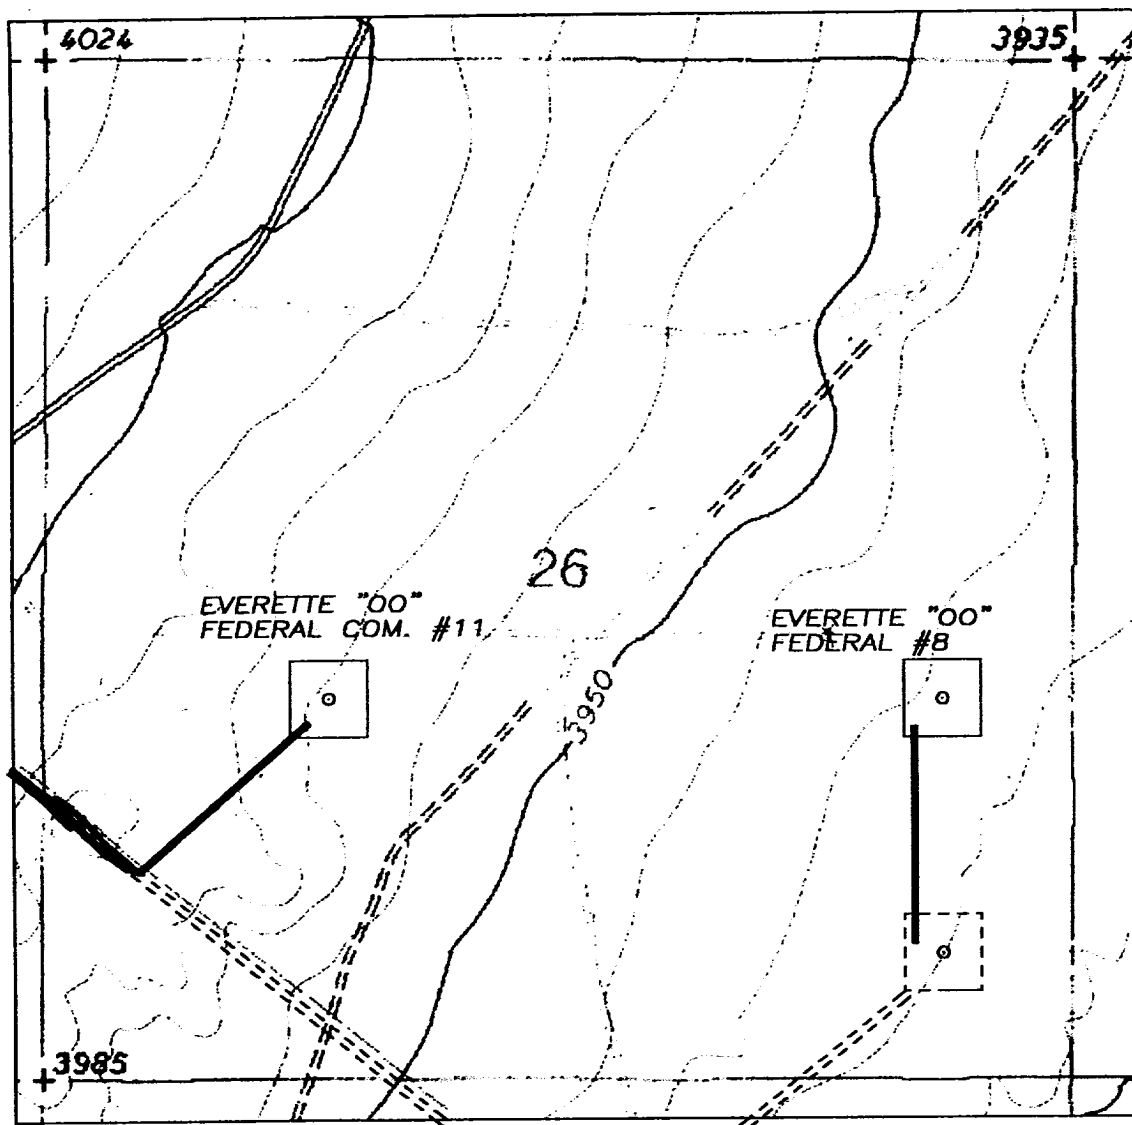 4024
3935
26
EVERETTE "OO"
FEDERAL COM. #11
EVERETTE "OO"
FEDERAL #8
3950
3985